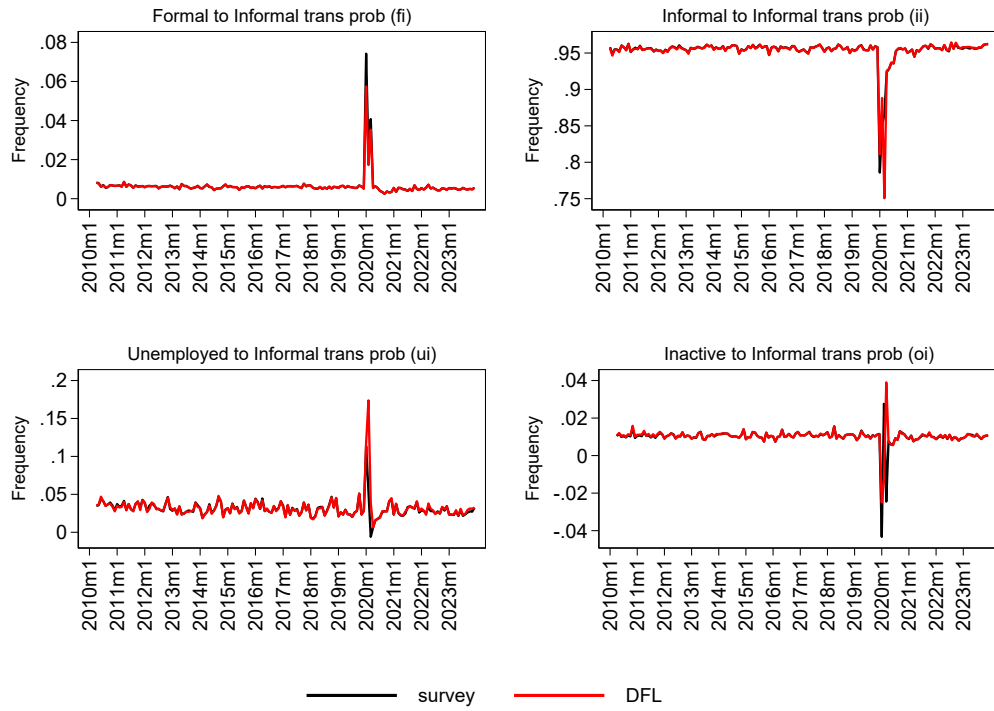 Formal to Informal trans prob (fi)
Frequency
.08
.06
.04
.02
0
2010m1
2011m1
2012m1
2013m1
2014m1
2015m1
2016m1
2017m1
2018m1
2019m1
2020m1
2021m1
2022m1
2023m1
Informal to Informal trans prob (ii)
Frequency
.95
.9
.85
.8
.75
2010m1
2011m1
2012m1
2013m1
2014m1
2015m1
2016m1
2017m1
2018m1
2019m1
2020m1
2021m1
2022m1
2023m1
Unemployed to Informal trans prob (ui)
Frequency
.2
.15
.1
.05
0
2010m1
2011m1
2012m1
2013m1
2014m1
2015m1
2016m1
2017m1
2018m1
2019m1
2020m1
2021m1
2022m1
2023m1
Inactive to Informal trans prob (oi)
Frequency
.04
.02
0
-.02
-.04
2010m1
2011m1
2012m1
2013m1
2014m1
2015m1
2016m1
2017m1
2018m1
2019m1
2020m1
2021m1
2022m1
2023m1
survey DFL